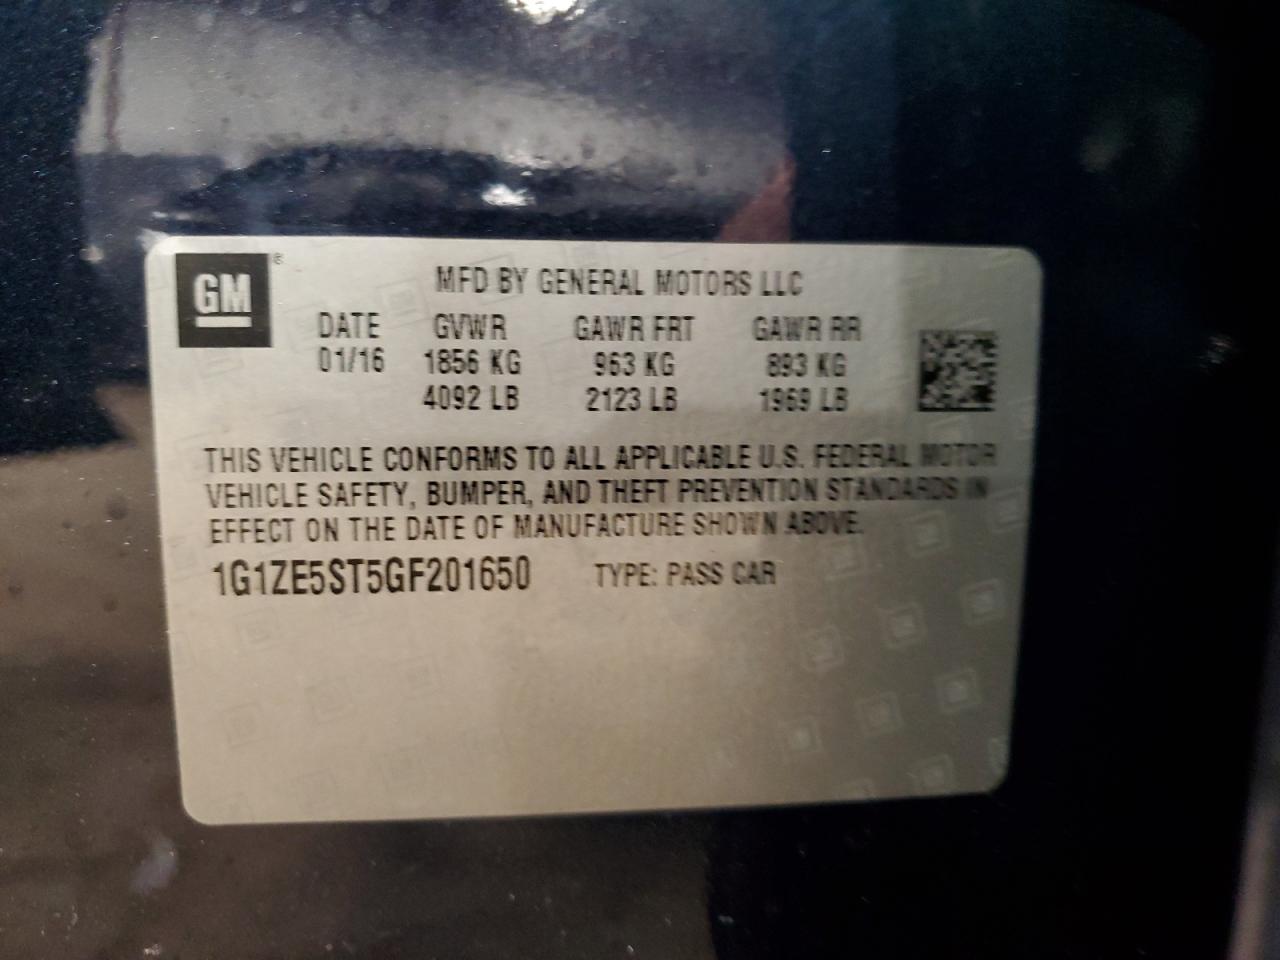 GM®
MFD BY GENERAL MOTORS LLC
DATE GVWR GAWR FRT GAWR RR
01/16 1856 KG 963 KG 893 KG
4092 LB 2123 LB 1969 LB
THIS VEHICLE CONFORMS TO ALL APPLICABLE U.S. FEDERAL MOTOR
VEHICLE SAFETY, BUMPER, AND THEFT PREVENTION STANDARDS IN
EFFECT ON THE DATE OF MANUFACTURE SHOWN ABOVE.
1G1ZE5ST5GF201650 TYPE: PASS CAR